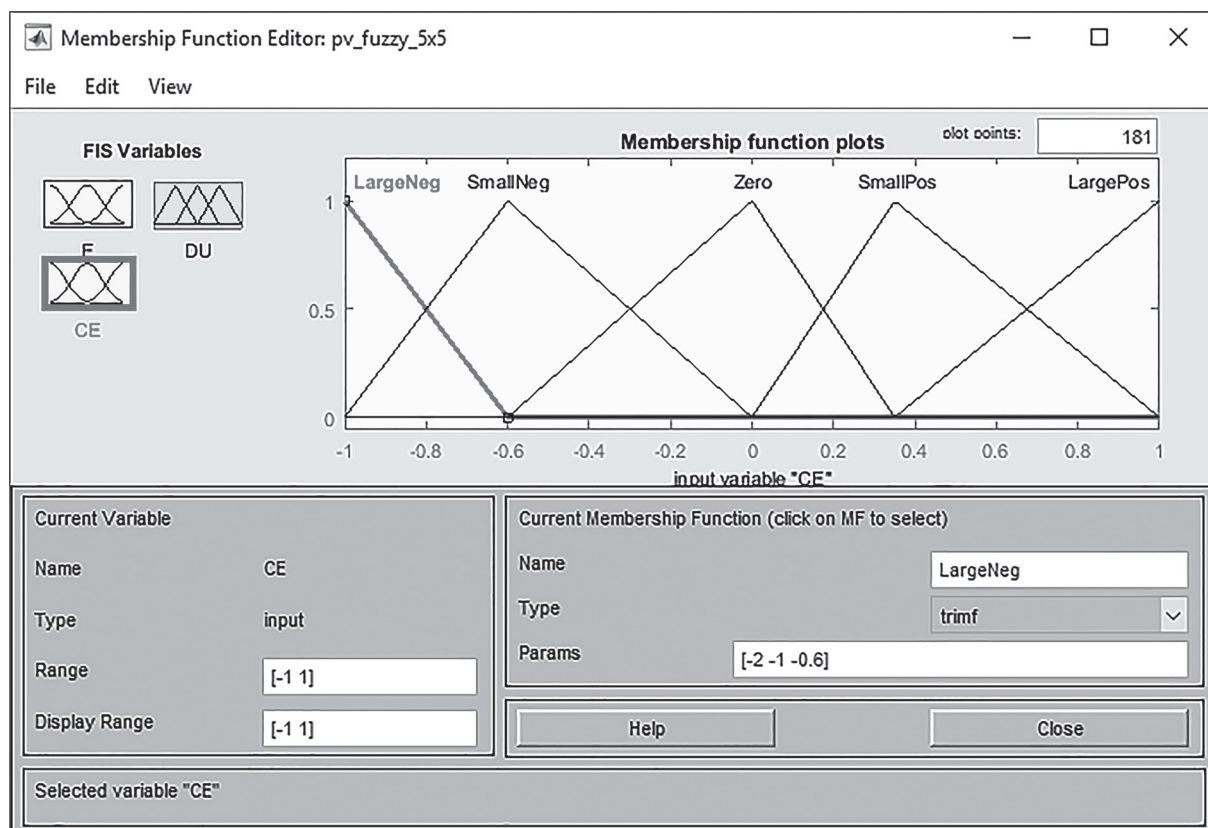 Membership Function Editor: pv_fuzzy_5x5
File Edit View
FIS Variables
E
DU
CE
Membership function plots
plot points: 181
LargeNeg SmallNeg Zero SmallPos LargePos
1
0.5
0
-1 -0.8 -0.6 -0.4 -0.2 0 0.2 0.4 0.6 0.8 1
input variable "CE"
Current Variable
Name CE
Type input
Range [-1 1]
Display Range [-1 1]
Current Membership Function (click on MF to select)
Name LargeNeg
Type trimf
Params [-2 -1 -0.6]
Help Close
Selected variable "CE"